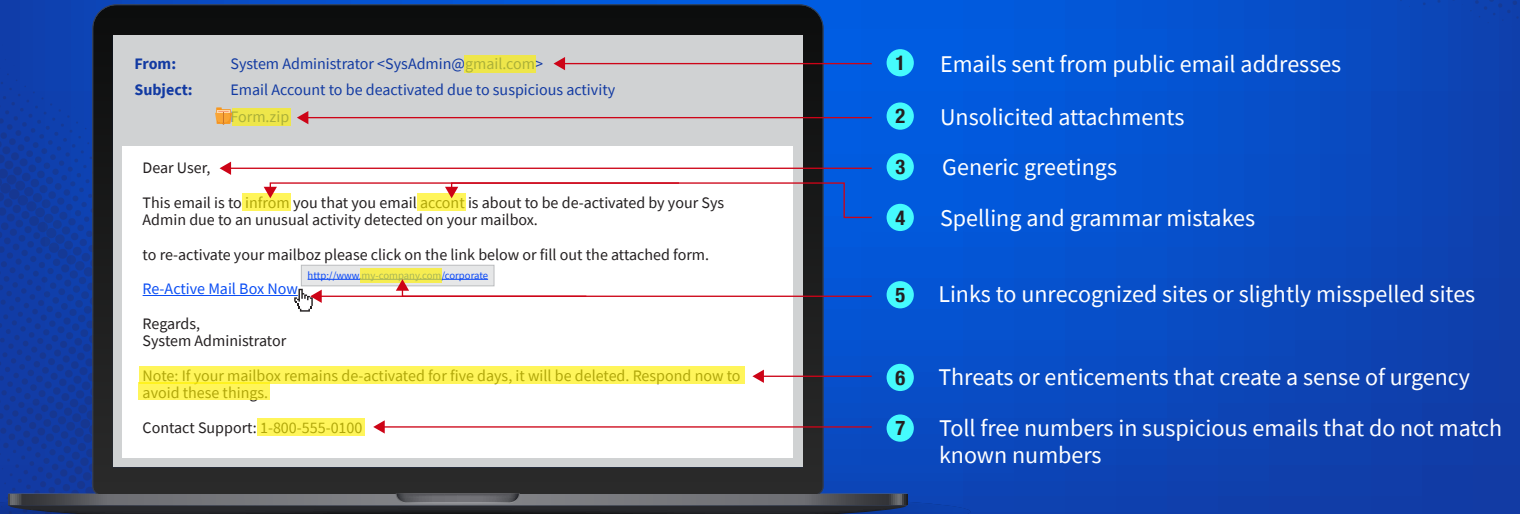 From: System Administrator <SysAdmin@gmail.com>
Subject: Email Account to be deactivated due to suspicious activity
Form.zip
Dear User,
This email is to infrom you that you email accont is about to be de-activated by your Sys
Admin due to an unusual activity detected on your mailbox.
to re-activate your mailboz please click on the link below or fill out the attached form.
http://www.my-company.com/corporate
Re-Active Mail Box Now
Regards,
System Administrator
Note: If your mailbox remains de-activated for five days, it will be deleted. Respond now to
avoid these things.
Contact Support: 1-800-555-0100
1 Emails sent from public email addresses
2 Unsolicited attachments
3 Generic greetings
4 Spelling and grammar mistakes
5 Links to unrecognized sites or slightly misspelled sites
6 Threats or enticements that create a sense of urgency
7 Toll free numbers in suspicious emails that do not match
known numbers